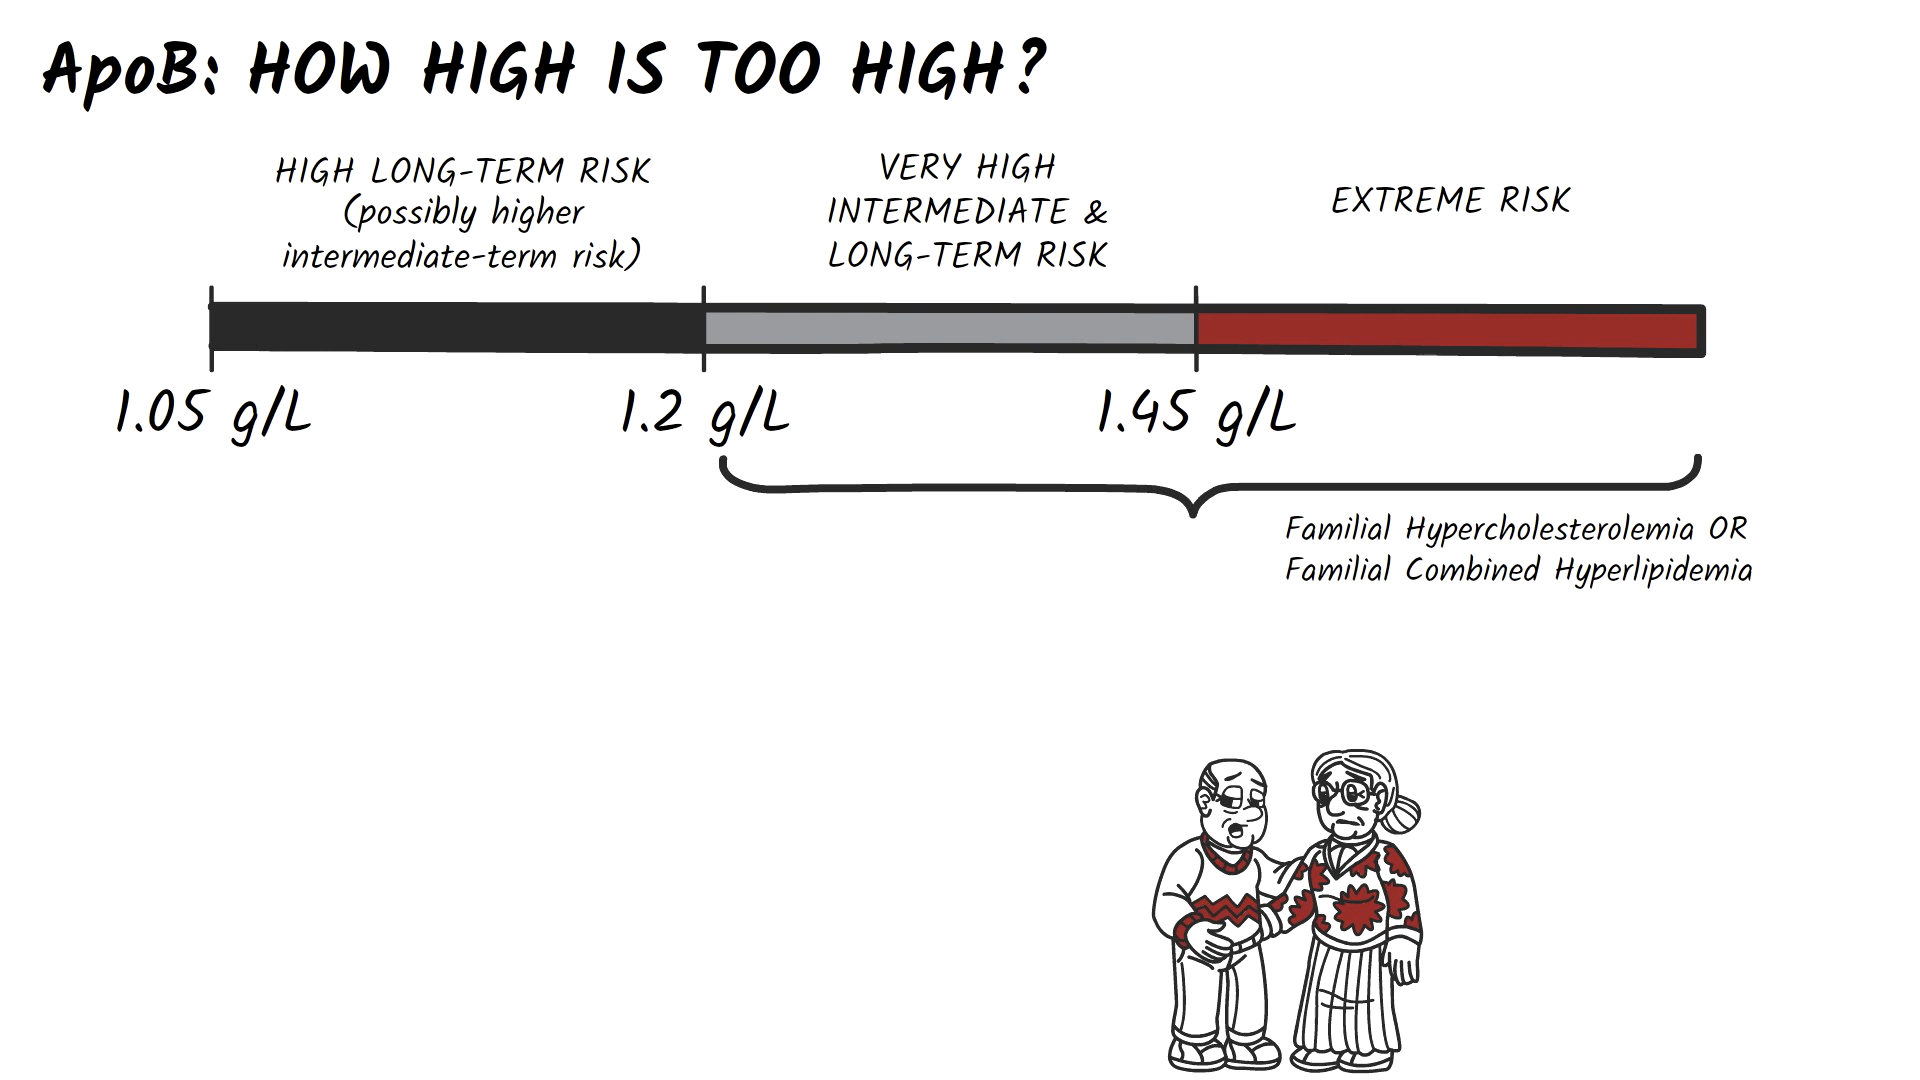 ApoB: HOW HIGH IS TOO HIGH?
HIGH LONG-TERM RISK
(possibly higher
intermediate-term risk)
VERY HIGH
INTERMEDIATE &
LONG-TERM RISK
EXTREME RISK
1.05 g/L
1.2 g/L
1.45 g/L
Familial Hypercholesterolemia OR
Familial Combined Hyperlipidemia